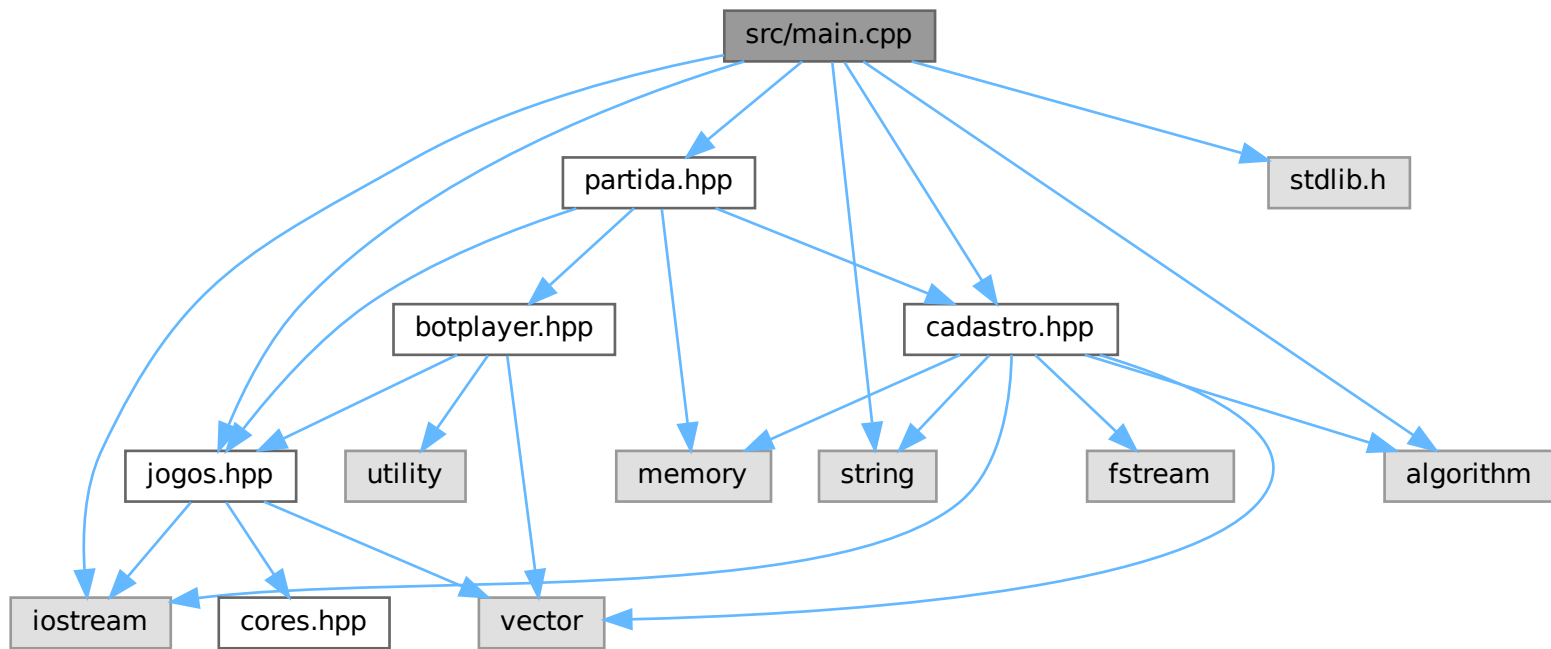 src/main.cpp
partida.hpp
stdlib.h
botplayer.hpp
cadastro.hpp
jogos.hpp
utility
memory
string
fstream
algorithm
iostream
cores.hpp
vector